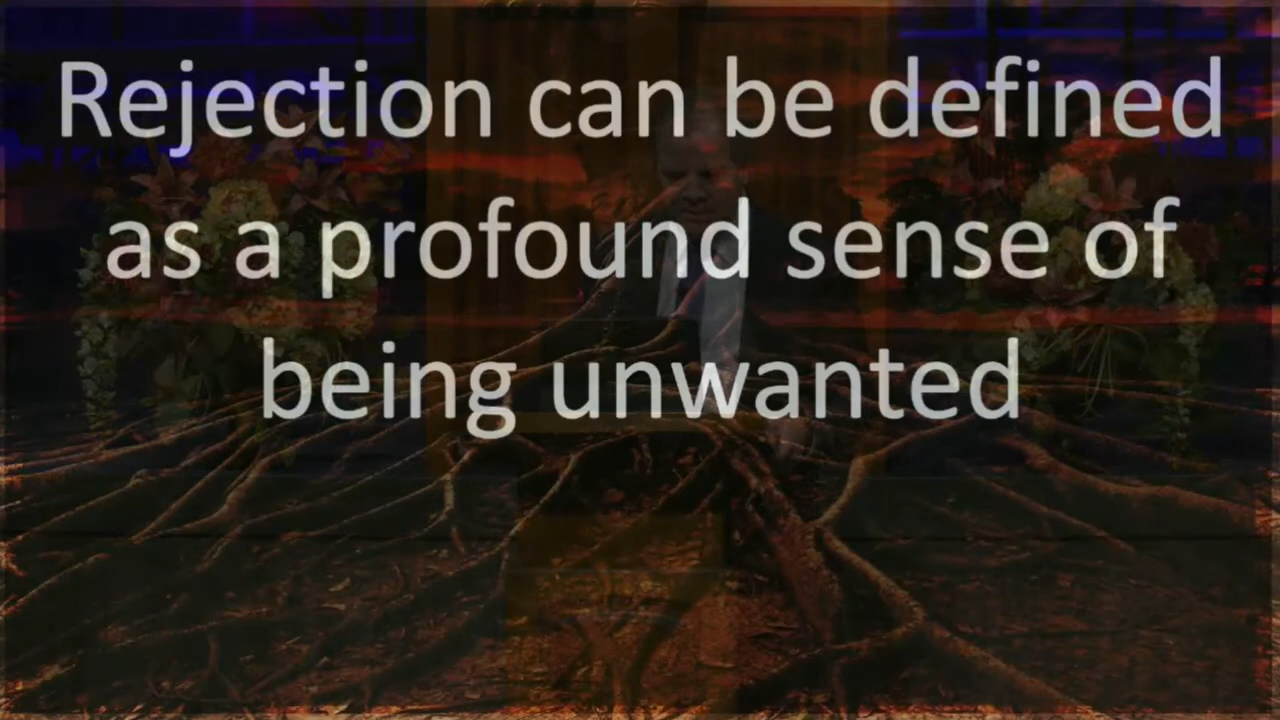 Rejection can be defined
as a profound sense of
being unwanted